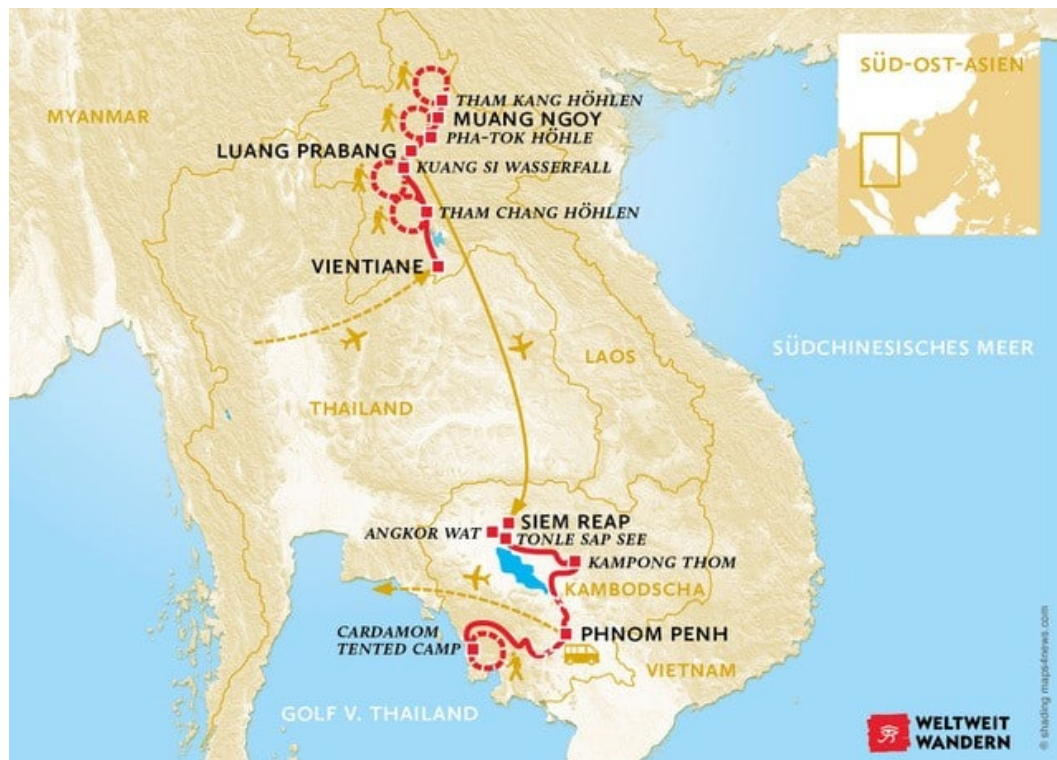 SÜD-OST-ASIEN
MYANMAR
THAM KANG HÖHLEN
MUANG NGOY
PHA-TOK HÖHLE
LUANG PRABANG
KUANG SI WASSERFALL
THAM CHANG HÖHLEN
VIENTIANE
SÜDCHINESISCHES MEER
LAOS
THAILAND
SIEM REAP
ANGKOR WAT
TONLE SAP SEE
KAMPONG THOM
KAMBODSCHA
CARDAMOM
TENTED CAMP
PHNOM PENH
VIETNAM
GOLF V. THAILAND
WELTWEIT
WANDERN
© shading maps4news.com